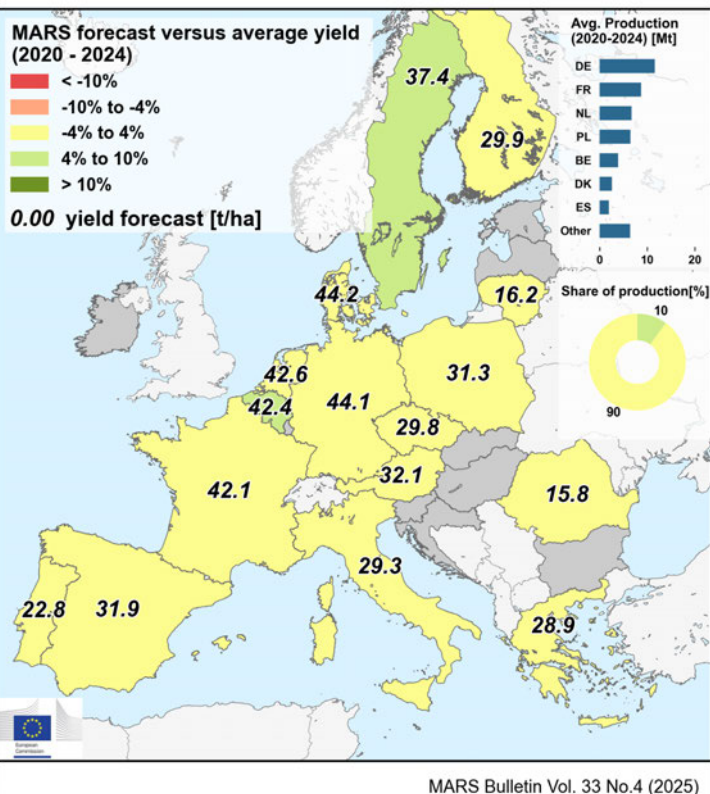 MARS forecast versus average yield
(2020 - 2024)
< -10%
-10% to -4%
-4% to 4%
4% to 10%
> 10%
0.00 yield forecast [t/ha]
Avg. Production
(2020-2024) [Mt]
DE
FR
NL
PL
BE
DK
ES
Other
0 10 20
Share of production[%]
10
90
37.4
29.9
44.2
16.2
42.6
42.4
44.1
31.3
29.8
32.1
42.1
15.8
29.3
22.8
31.9
28.9
European
Commission
MARS Bulletin Vol. 33 No.4 (2025)